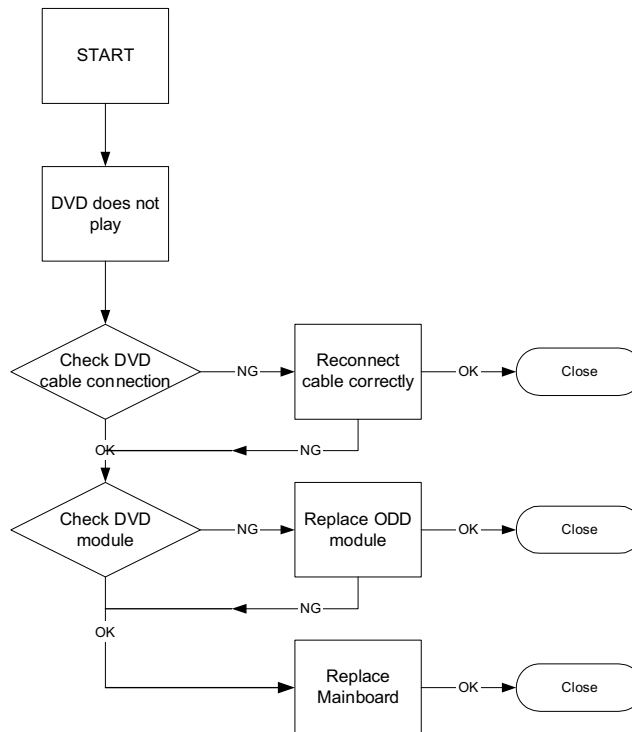 START
DVD does not
play
Check DVD
cable connection
NG
Reconnect
cable correctly
OK
Close
OK
NG
Check DVD
module
NG
Replace ODD
module
OK
Close
NG
OK
Replace
Mainboard
OK
Close